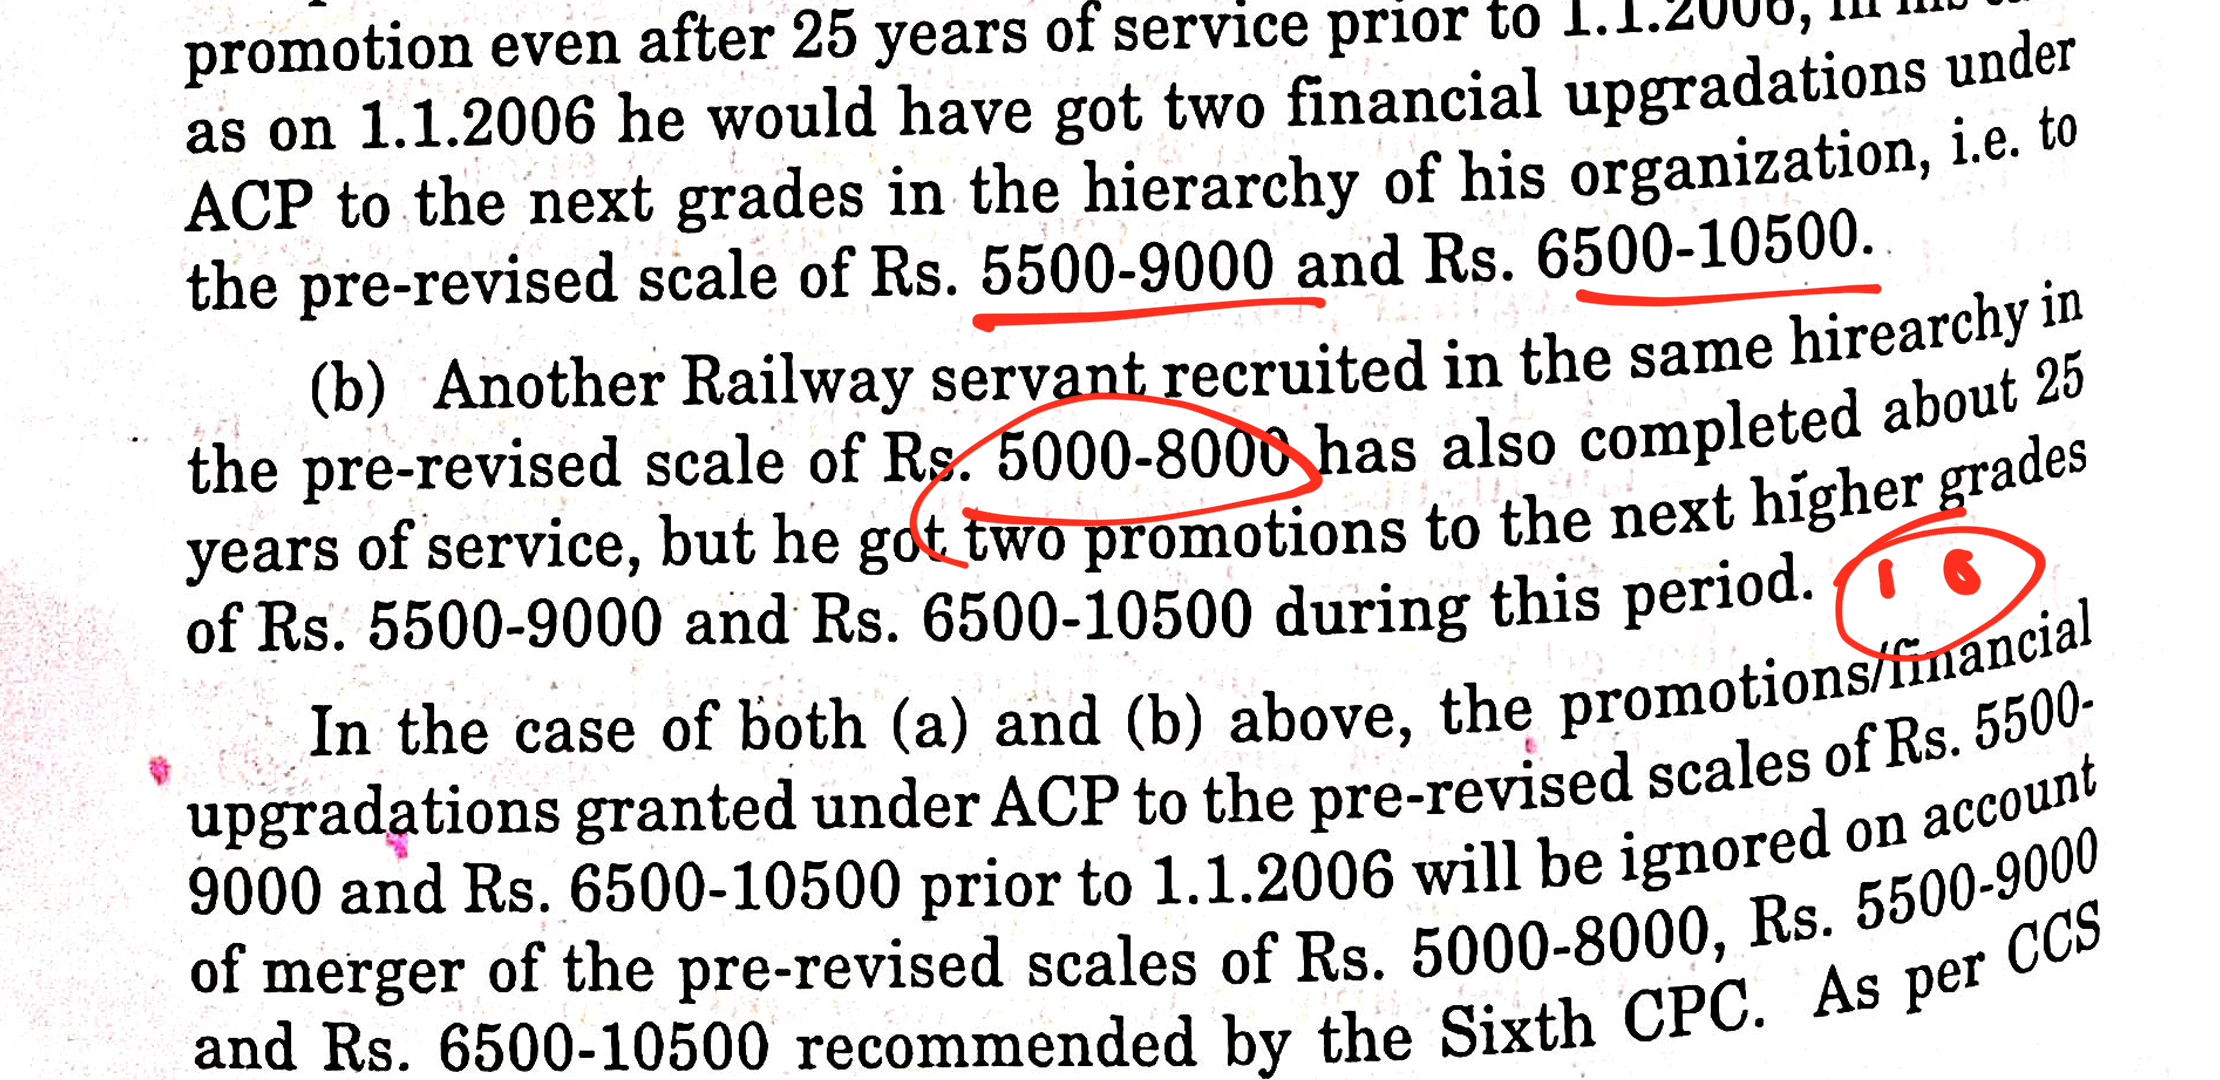 promotion even after 25 years of service prior to 1.1.2006, in his
as on 1.1.2006 he would have got two financial upgradations under
ACP to the next grades in the hierarchy of his organization, i.e. to
the pre-revised scale of Rs. 5500-9000 and Rs. 6500-10500.
(b) Another Railway servant recruited in the same hirearchy in
the pre-revised scale of Rs. 5000-8000 has also completed about 25
years of service, but he got two promotions to the next higher grades
of Rs. 5500-9000 and Rs. 6500-10500 during this period.
In the case of both (a) and (b) above, the promotions/financial
upgradations granted under ACP to the pre-revised scales of Rs. 5500-
9000 and Rs. 6500-10500 prior to 1.1.2006 will be ignored on account
of merger of the pre-revised scales of Rs. 5000-8000, Rs. 5500-9000
and Rs. 6500-10500 recommended by the Sixth CPC. As per CCS